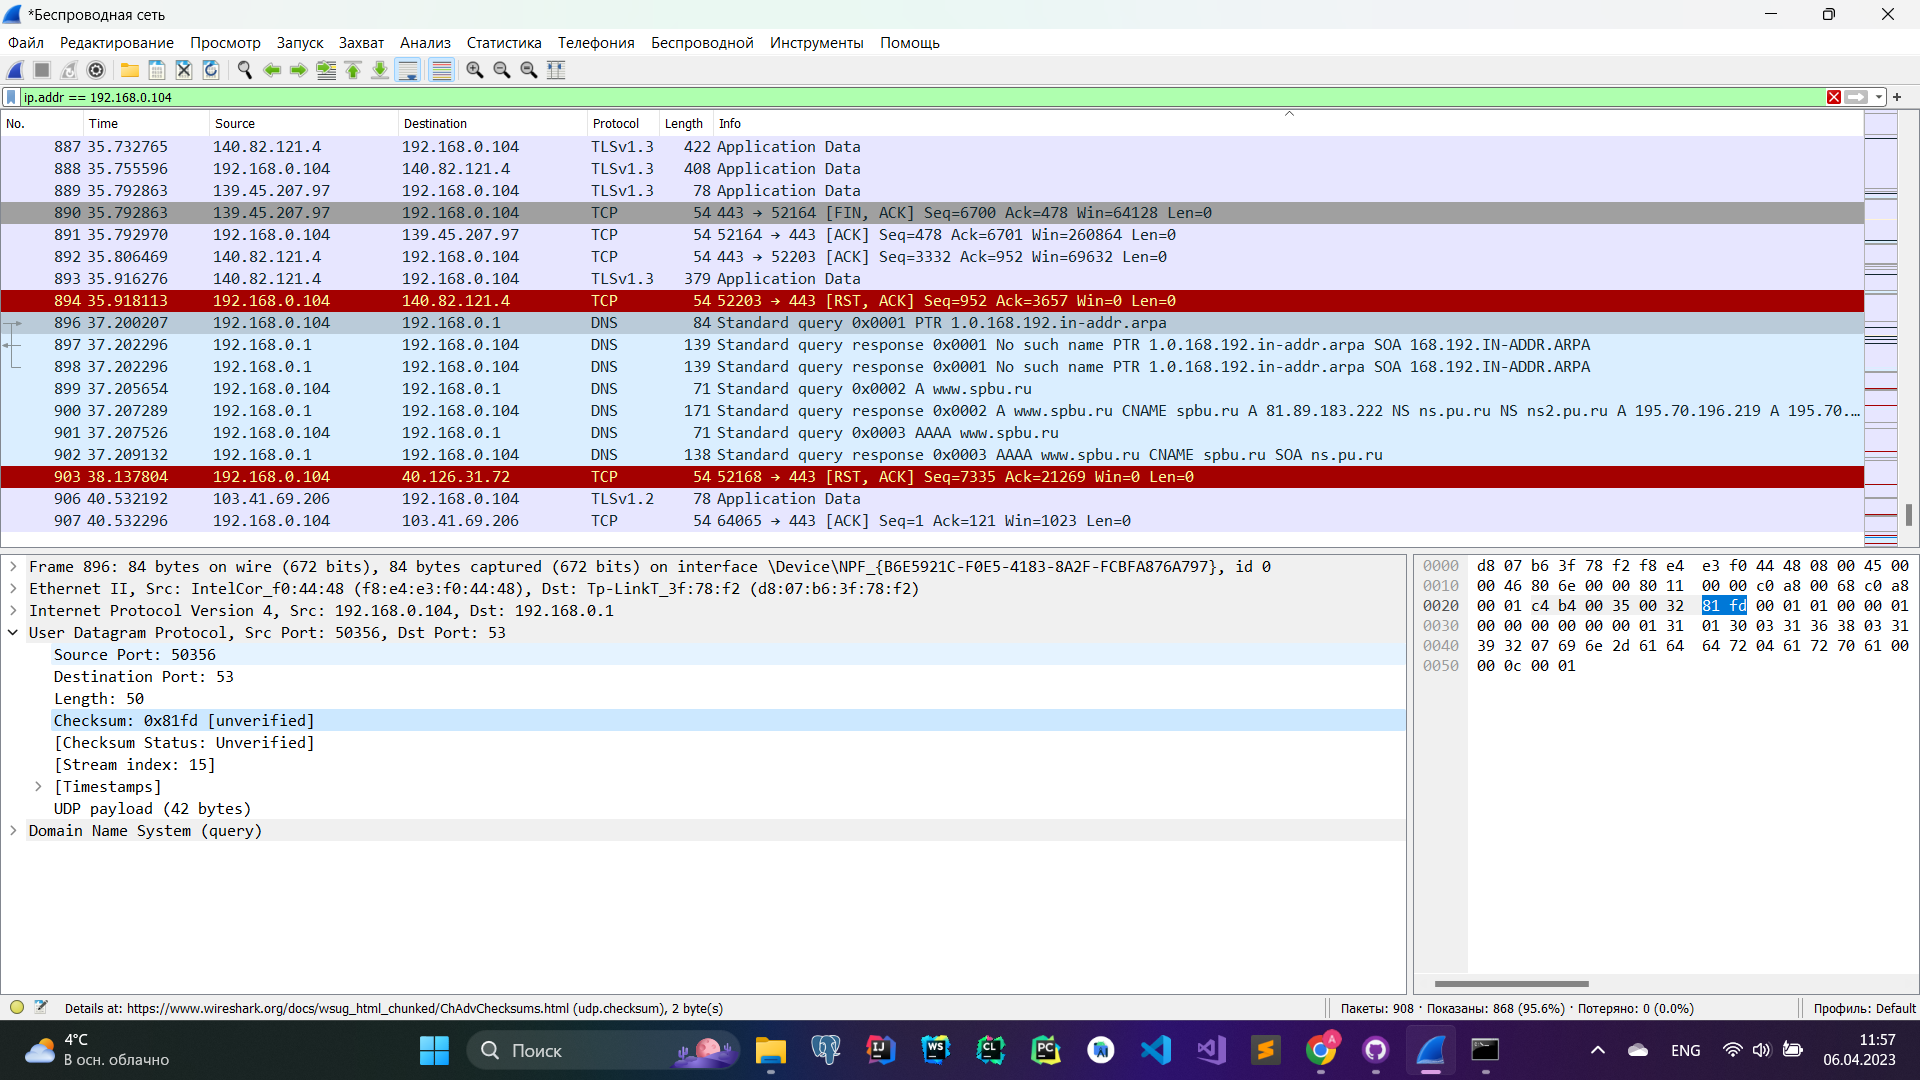 *Беспроводная сеть
Файл Редактирование Просмотр Запуск Захват Анализ Статистика Телефония Беспроводной Инструменты Помощь
ip.addr == 192.168.0.104
No. Time Source Destination Protocol Length Info
887 35.732765 140.82.121.4 192.168.0.104 TLSv1.3 422 Application Data
888 35.755596 192.168.0.104 140.82.121.4 TLSv1.3 408 Application Data
889 35.792863 139.45.207.97 192.168.0.104 TLSv1.3 78 Application Data
890 35.792863 139.45.207.97 192.168.0.104 TCP 54 443 → 52164 [FIN, ACK] Seq=6700 Ack=478 Win=64128 Len=0
891 35.792970 192.168.0.104 139.45.207.97 TCP 54 52164 → 443 [ACK] Seq=478 Ack=6701 Win=260864 Len=0
892 35.806469 140.82.121.4 192.168.0.104 TCP 54 443 → 52203 [ACK] Seq=3332 Ack=952 Win=69632 Len=0
893 35.916276 140.82.121.4 192.168.0.104 TLSv1.3 379 Application Data
894 35.918113 192.168.0.104 140.82.121.4 TCP 54 52203 → 443 [RST, ACK] Seq=952 Ack=3657 Win=0 Len=0
896 37.200207 192.168.0.104 192.168.0.1 DNS 84 Standard query 0x0001 PTR 1.0.168.192.in-addr.arpa
897 37.202296 192.168.0.1 192.168.0.104 DNS 139 Standard query response 0x0001 No such name PTR 1.0.168.192.in-addr.arpa SOA 168.192.IN-ADDR.ARPA
898 37.202296 192.168.0.1 192.168.0.104 DNS 139 Standard query response 0x0001 No such name PTR 1.0.168.192.in-addr.arpa SOA 168.192.IN-ADDR.ARPA
899 37.205654 192.168.0.104 192.168.0.1 DNS 71 Standard query 0x0002 A www.spbu.ru
900 37.207289 192.168.0.1 192.168.0.104 DNS 171 Standard query response 0x0002 A www.spbu.ru CNAME spbu.ru A 81.89.183.222 NS ns.pu.ru NS ns2.pu.ru A 195.70.196.219 A 195.70.…
901 37.207526 192.168.0.104 192.168.0.1 DNS 71 Standard query 0x0003 AAAA www.spbu.ru
902 37.209132 192.168.0.1 192.168.0.104 DNS 138 Standard query response 0x0003 AAAA www.spbu.ru CNAME spbu.ru SOA ns.pu.ru
903 38.137804 192.168.0.104 40.126.31.72 TCP 54 52168 → 443 [RST, ACK] Seq=7335 Ack=21269 Win=0 Len=0
906 40.532192 103.41.69.206 192.168.0.104 TLSv1.2 78 Application Data
907 40.532296 192.168.0.104 103.41.69.206 TCP 54 64065 → 443 [ACK] Seq=1 Ack=121 Win=1023 Len=0
Frame 896: 84 bytes on wire (672 bits), 84 bytes captured (672 bits) on interface \Device\NPF_{B6E5921C-F0E5-4183-8A2F-FCBFA876A797}, id 0
Ethernet II, Src: IntelCor_f0:44:48 (f8:e4:e3:f0:44:48), Dst: Tp-LinkT_3f:78:f2 (d8:07:b6:3f:78:f2)
Internet Protocol Version 4, Src: 192.168.0.104, Dst: 192.168.0.1
User Datagram Protocol, Src Port: 50356, Dst Port: 53
Source Port: 50356
Destination Port: 53
Length: 50
Checksum: 0x81fd [unverified]
[Checksum Status: Unverified]
[Stream index: 15]
[Timestamps]
UDP payload (42 bytes)
Domain Name System (query)
0000 d8 07 b6 3f 78 f2 f8 e4 e3 f0 44 48 08 00 45 00
0010 00 46 80 6e 00 00 80 11 00 00 c0 a8 00 68 c0 a8
0020 00 01 c4 b4 00 35 00 32 81 fd 00 01 01 00 00 01
0030 00 00 00 00 00 00 01 31 01 30 03 31 36 38 03 31
0040 39 32 07 69 6e 2d 61 64 64 72 04 61 72 70 61 00
0050 00 0c 00 01
Details at: https://www.wireshark.org/docs/wsug_html_chunked/ChAdvChecksums.html (udp.checksum), 2 byte(s)
Пакеты: 908 · Показаны: 868 (95.6%) · Потеряно: 0 (0.0%)
Профиль: Default
4°C
В осн. облачно
Поиск
IJ
WS
CL
PC
A
ENG
11:57
06.04.2023